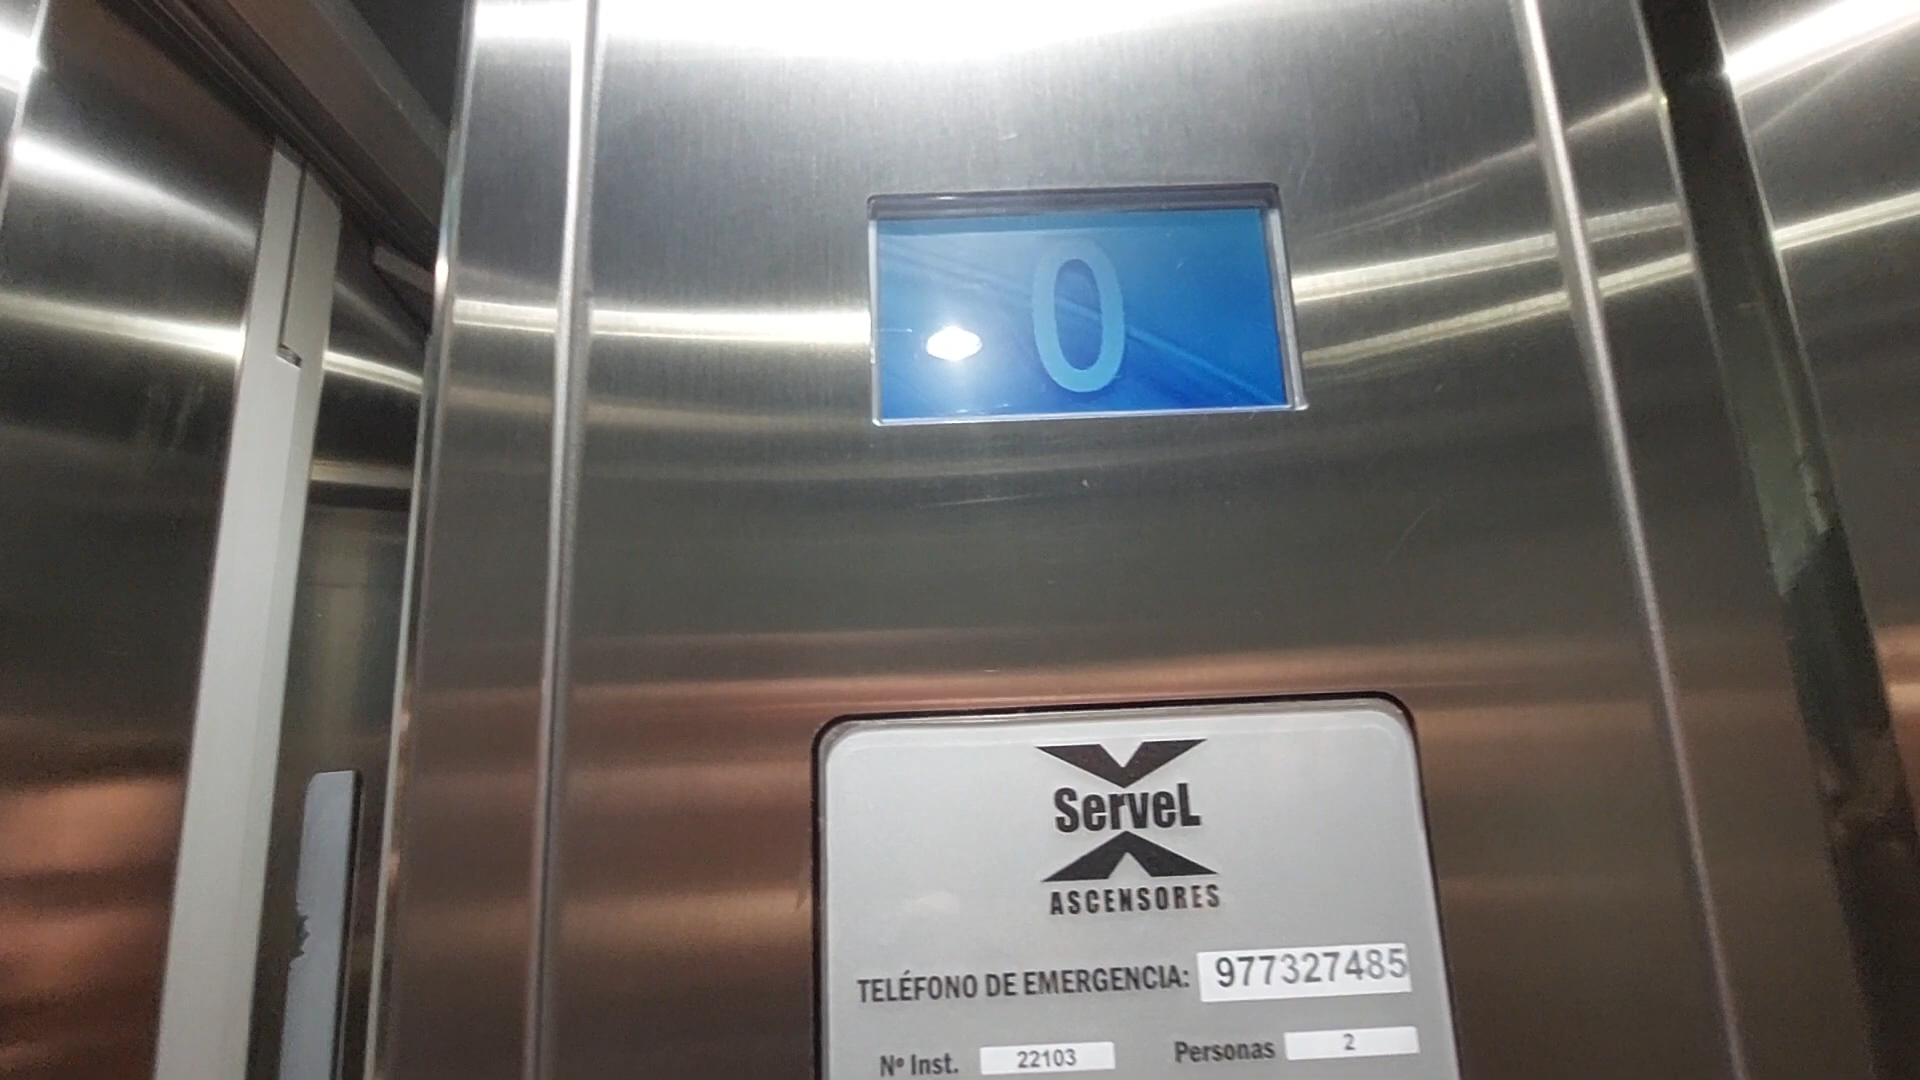 0
ServeL
ASCENSORES
TELÉFONO DE EMERGENCIA: 977327485
Nº Inst. 22103 Personas 2